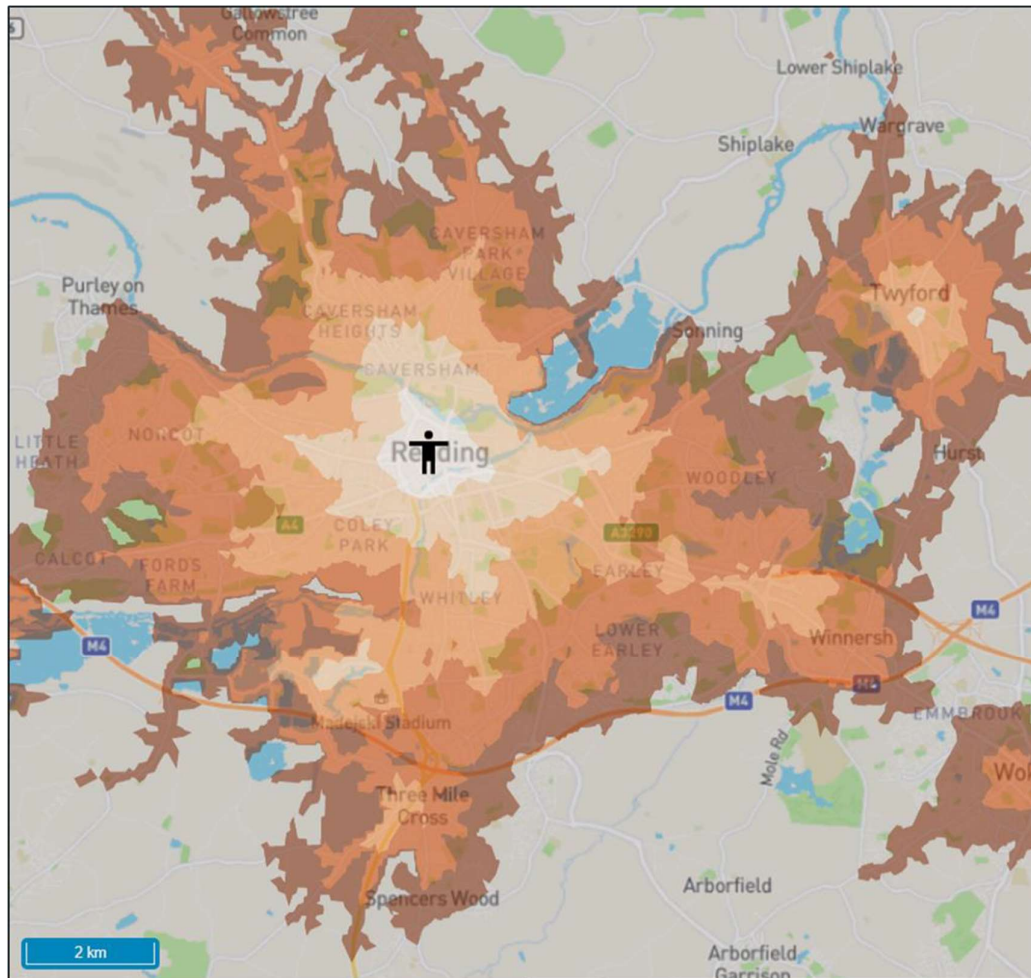 Gallowstree
Common
Lower Shiplake
Wargrave
Shiplake
CAVERSHAM
PARK
VILLAGE
Purley on
Thames
Twyford
CAVERSHAM
HEIGHTS
Sonning
CAVERSHAM
NORCOT
LITTLE
HEATH
Reading
Hurst
WOODLEY
A4
COLEY
PARK
A3290
CALCOT
FORDS
FARM
EARLEY
WHITLEY
M4
LOWER
EARLEY
Winnersh
M4
M4
M4
Madejski Stadium
EMMBROOK
Mole Rd
Wok
Three Mile
Cross
Arborfield
Spencers Wood
2 km
Arborfield
Garrison